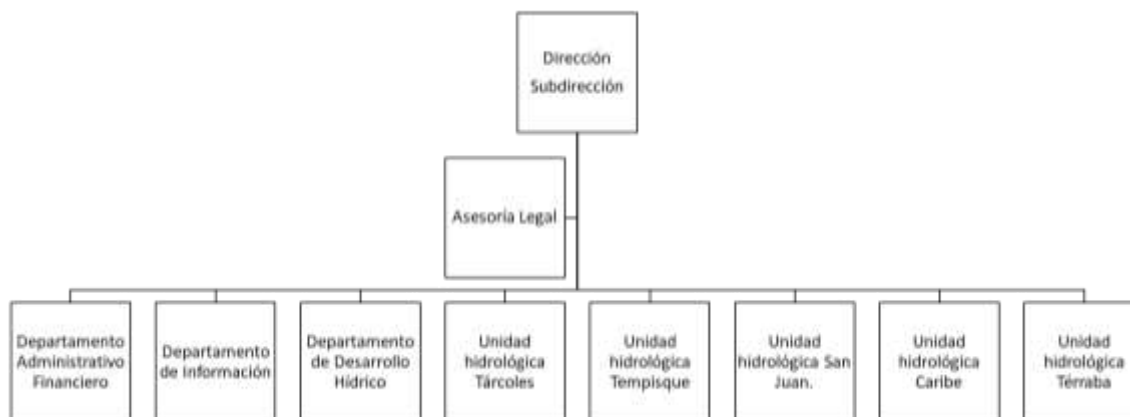 Dirección
Subdirección
Asesoría Legal
Departamento
Administrativo
Financiero
Departamento
de Información
Departamento
de Desarrollo
Hídrico
Unidad
hidrológica
Tárcoles
Unidad
hidrológica
Tempisque
Unidad
hidrológica San
Juan.
Unidad
hidrológica
Caribe
Unidad
hidrológica
Térraba